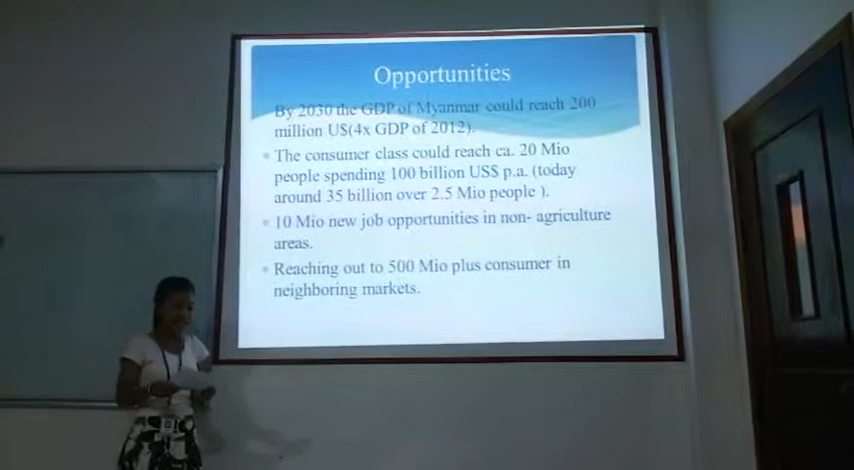 Opportunities
By 2030 the GDP of Myanmar could reach 200
million U$(4x GDP of 2012).
The consumer class could reach ca. 20 Mio
people spending 100 billion US$ p.a. (today
around 35 billion over 2.5 Mio people ).
10 Mio new job opportunities in non- agriculture
areas.
Reaching out to 500 Mio plus consumer in
neighboring markets.